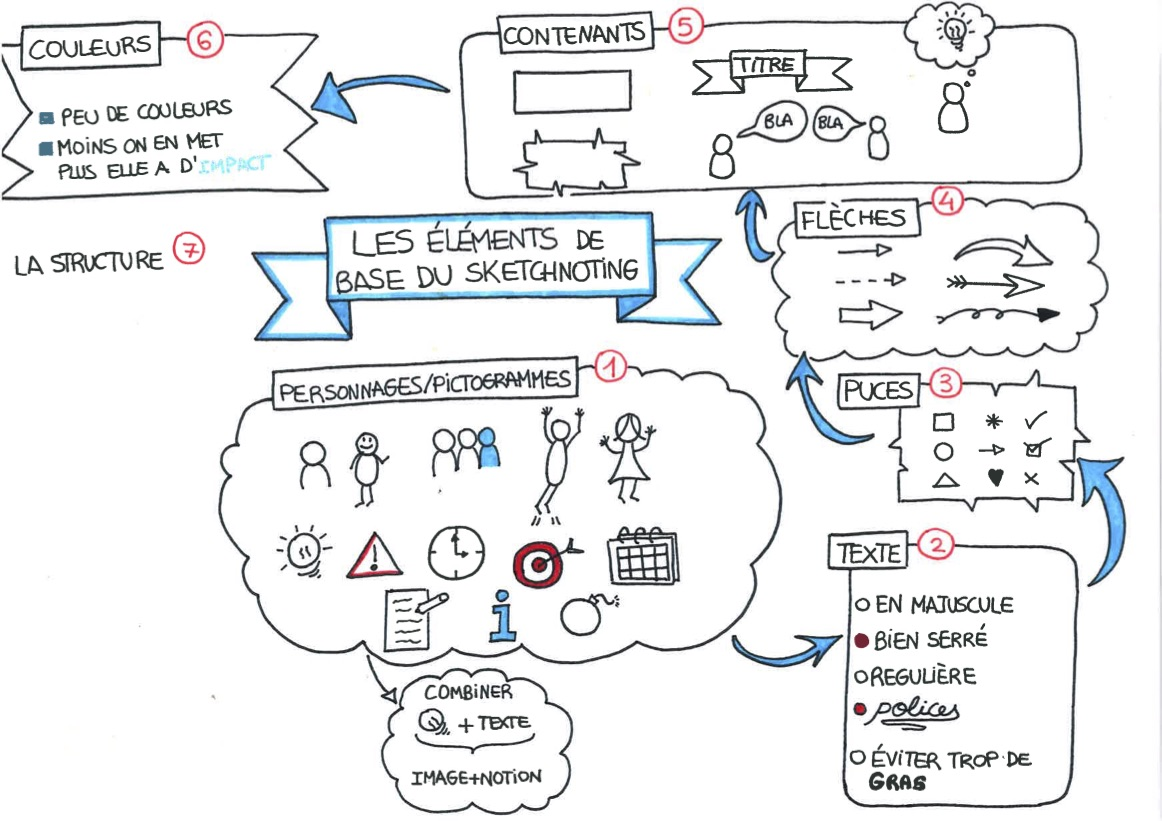 LES ÉLÉMENTS DE
BASE DU SKETCHNOTING
PERSONNAGES/PICTOGRAMMES
1
COMBINER
+ TEXTE
IMAGE+NOTION
TEXTE
2
EN MAJUSCULE
BIEN SERRÉ
REGULIÈRE
polices
ÉVITER TROP DE
GRAS
PUCES
3
FLÈCHES
4
CONTENANTS
5
TITRE
BLA
BLA
COULEURS
6
PEU DE COULEURS
MOINS ON EN MET
PLUS ELLE A D'IMPACT
LA STRUCTURE
7